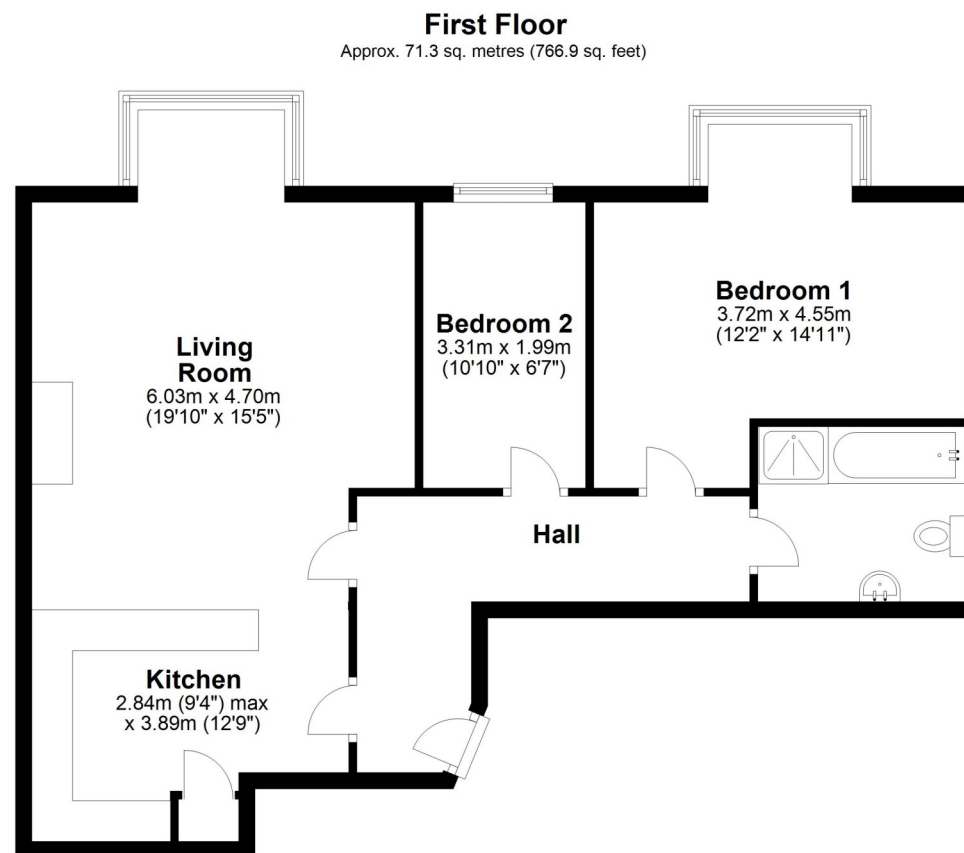 First Floor
Approx. 71.3 sq. metres (766.9 sq. feet)
Living
Room
6.03m x 4.70m
(19'10" x 15'5")
Bedroom 2
3.31m x 1.99m
(10'10" x 6'7")
Bedroom 1
3.72m x 4.55m
(12'2" x 14'11")
Hall
Kitchen
2.84m (9'4") max
x 3.89m (12'9")